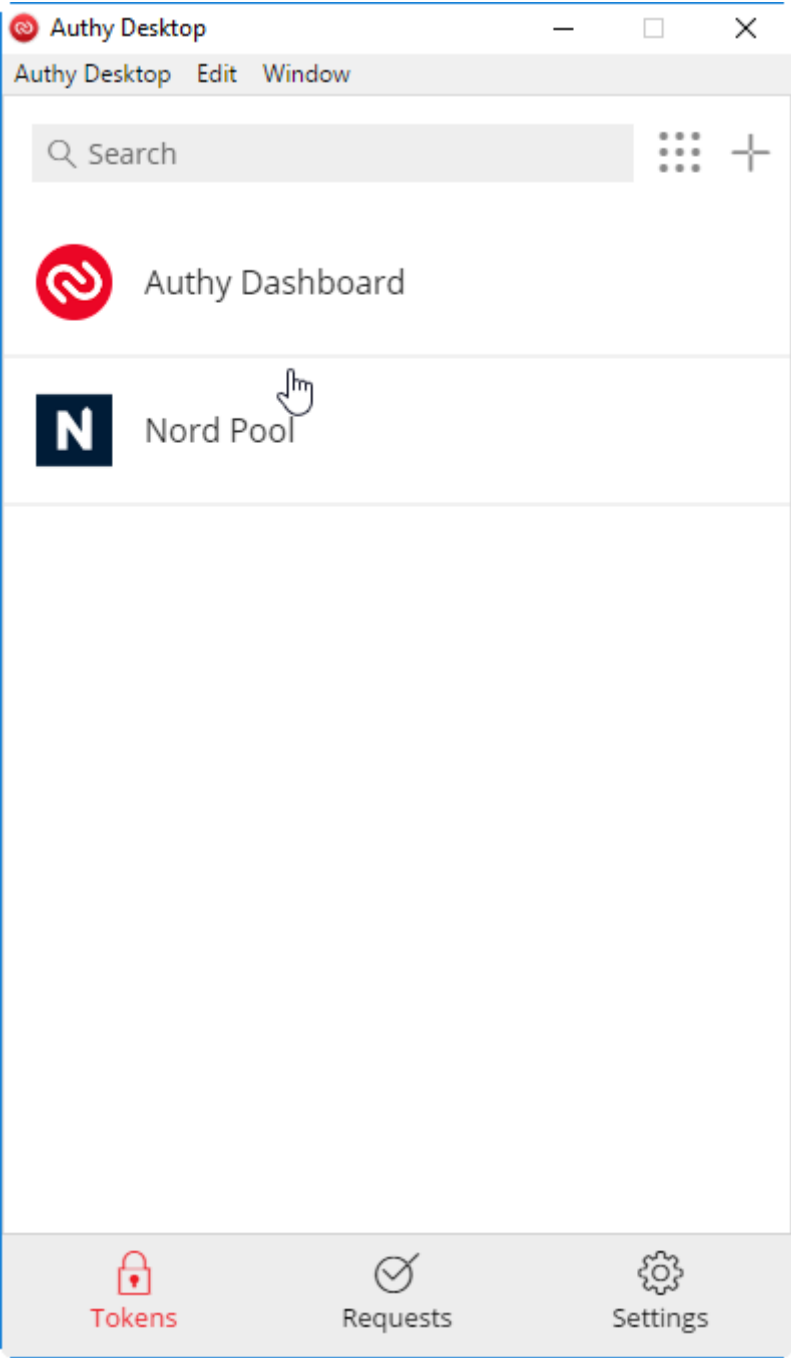 Authy Desktop
Authy Desktop Edit Window
Search
Authy Dashboard
N Nord Pool
Tokens Requests Settings